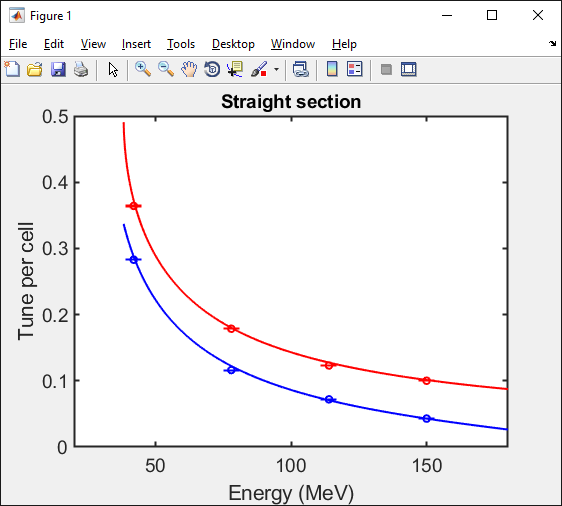 Figure 1
File Edit View Insert Tools Desktop Window Help
Straight section
0.5
0.4
0.3
0.2
0.1
0
Tune per cell
50 100 150
Energy (MeV)